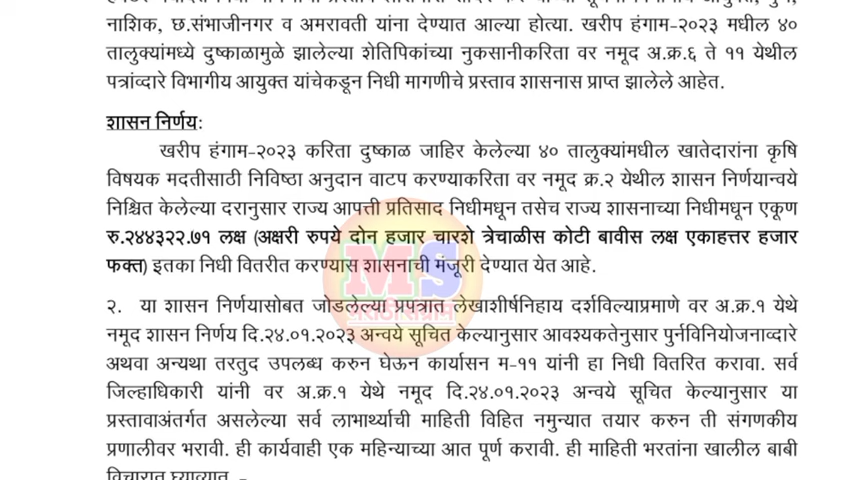 नाशिक, छ.संभाजीनगर व अमरावती यांना देण्यात आल्या होत्या. खरीप हंगाम-२०२३ मधील ४०
तालुक्यांमध्ये दुष्काळामुळे झालेल्या शेतिपिकांच्या नुकसानीकरिता वर नमूद अ.क्र.६ ते ११ येथील
पत्रांव्दारे विभागीय आयुक्त यांचेकडून निधी मागणीचे प्रस्ताव शासनास प्राप्त झालेले आहेत.
शासन निर्णय:
खरीप हंगाम-२०२३ करिता दुष्काळ जाहिर केलेल्या ४० तालुक्यांमधील खातेदारांना कृषि
विषयक मदतीसाठी निविष्ठा अनुदान वाटप करण्याकरिता वर नमूद क्र.२ येथील शासन निर्णयान्वये
निश्चित केलेल्या दरानुसार राज्य आपत्ती प्रतिसाद निधीमधून तसेच राज्य शासनाच्या निधीमधून एकूण
रु.२४४३२२.७१ लक्ष (अक्षरी रुपये दोन हजार चारशे त्रेचाळीस कोटी बावीस लक्ष एकाहत्तर हजार
फक्त) इतका निधी वितरीत करण्यास शासनाची मंजूरी देण्यात येत आहे.
MS
मराठी संग्राम
२. या शासन निर्णयासोबत जोडलेल्या प्रपत्रात लेखाशीर्षनिहाय दर्शविल्याप्रमाणे वर अ.क्र.१ येथे
नमूद शासन निर्णय दि.२४.०१.२०२३ अन्वये सूचित केल्यानुसार आवश्यकतेनुसार पुर्नविनियोजनाव्दारे
अथवा अन्यथा तरतुद उपलब्ध करुन घेऊन कार्यासन म-११ यांनी हा निधी वितरित करावा. सर्व
जिल्हाधिकारी यांनी वर अ.क्र.१ येथे नमूद दि.२४.०१.२०२३ अन्वये सूचित केल्यानुसार या
प्रस्तावाअंतर्गत असलेल्या सर्व लाभार्थ्याची माहिती विहित नमुन्यात तयार करुन ती संगणकीय
प्रणालीवर भरावी. ही कार्यवाही एक महिन्याच्या आत पूर्ण करावी. ही माहिती भरतांना खालील बाबी
विचारात घ्याव्यात. -